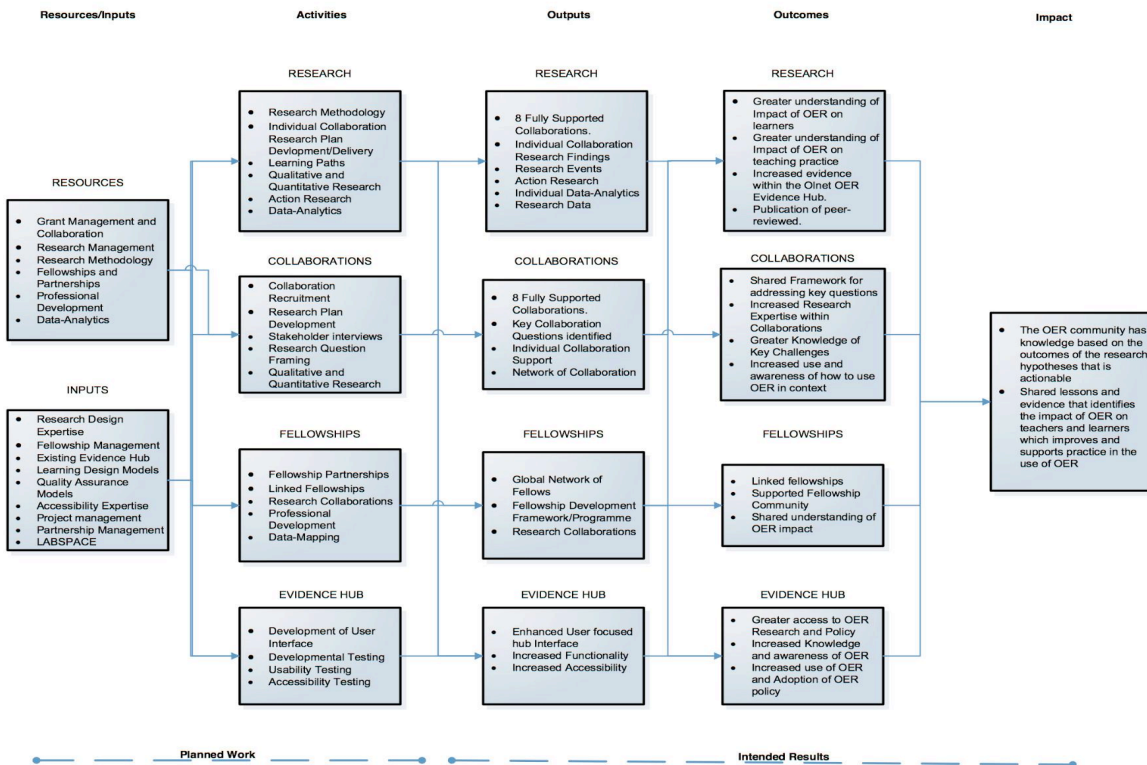 Resources/Inputs
Activities
Outputs
Outcomes
Impact
RESOURCES
• Grant Management and
Collaboration
• Research Management
• Research Methodology
• Fellowships and
Partnerships
• Professional
Development
• Data-Analytics
INPUTS
• Research Design
Expertise
• Fellowship Management
• Existing Evidence Hub
• Learning Design Models
• Quality Assurance
Models
• Accessibility Expertise
• Project management
• Partnership Management
• LABSPACE
RESEARCH
• Research Methodology
• Individual Collaboration
Research Plan
Devlopment/Delivery
• Learning Paths
• Qualitative and
Quantitative Research
• Action Research
• Data-Analytics
COLLABORATIONS
• Collaboration
Recruitment
• Research Plan
Development
• Stakeholder interviews
• Research Question
Framing
• Qualitative and
Quantitative Research
FELLOWSHIPS
• Fellowship Partnerships
• Linked Fellowships
• Research Collaborations
• Professional
Development
• Data-Mapping
EVIDENCE HUB
• Development of User
Interface
• Developmental Testing
• Usability Testing
• Accessibility Testing
RESEARCH
• 8 Fully Supported
Collaborations.
• Individual Collaboration
Research Findings
• Research Events
• Action Research
• Individual Data-Analytics
• Research Data
COLLABORATIONS
• 8 Fully Supported
Collaborations.
• Key Collaboration
Questions identified
• Individual Collaboration
Support
• Network of Collaboration
FELLOWSHIPS
• Global Network of
Fellows
• Fellowship Development
Framework/Programme
• Research Collaborations
EVIDENCE HUB
• Enhanced User focused
hub Interface
• Increased Functionality
• Increased Accessibility
RESEARCH
• Greater understanding of
Impact of OER on
learners
• Greater understanding of
Impact of OER on
teaching practice
• Increased evidence
within the Olnet OER
Evidence Hub.
• Publication of peer-
reviewed.
COLLABORATIONS
• Shared Framework for
addressing key questions
• Increased Research
Expertise within
Collaborations
• Greater Knowledge of
Key Challenges
• Increased use and
awareness of how to use
OER in context
FELLOWSHIPS
• Linked fellowships
• Supported Fellowship
Community
• Shared understanding of
OER impact
EVIDENCE HUB
• Greater access to OER
Research and Policy
• Increased Knowledge
and awareness of OER
• Increased use of OER
and Adoption of OER
policy
• The OER community has
knowledge based on the
outcomes of the research
hypotheses that is
actionable
• Shared lessons and
evidence that identifies
the impact of OER on
teachers and learners
which improves and
supports practice in the
use of OER
Planned Work
Intended Results